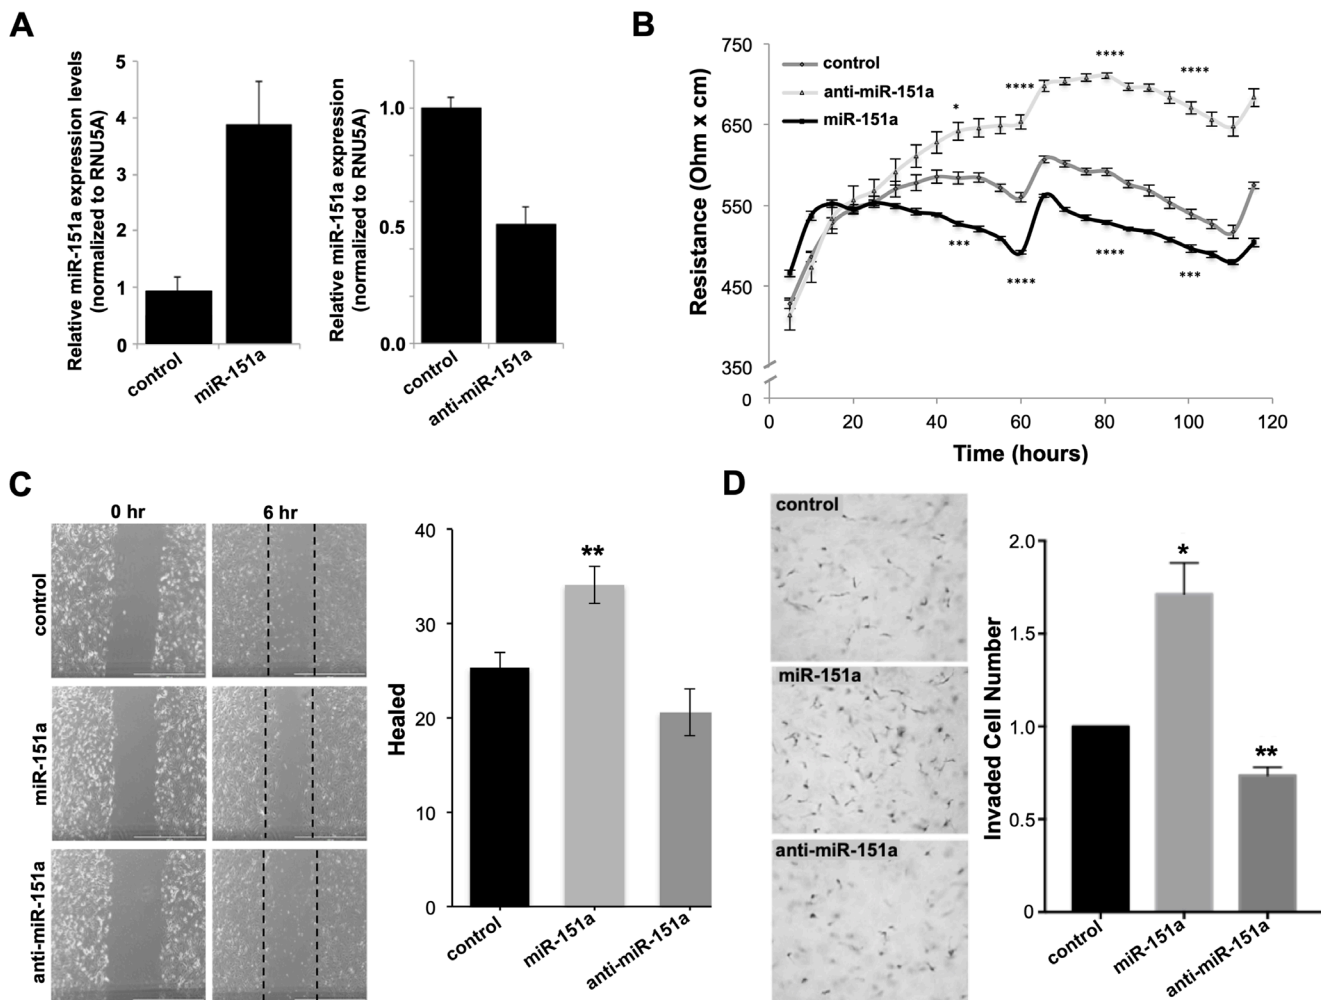 A
Relative miR-151a expression levels
(normalized to RNU5A)
5
4
3
2
1
0
control
miR-151a
Relative miR-151a expression
(normalized to RNU5A)
1.0
0.5
0.0
control
anti-miR-151a
B
Resistance (Ohm x cm)
750
650
550
450
350
0
control
anti-miR-151a
miR-151a
*
****
****
****
***
****
****
***
0
20
40
60
80
100
120
Time (hours)
C
0 hr
6 hr
control
miR-151a
anti-miR-151a
Healed
40
30
20
10
0
**
control
miR-151a
anti-miR-151a
D
control
miR-151a
anti-miR-151a
Invaded Cell Number
2.0
1.5
1.0
0.5
0
*
**
control
miR-151a
anti-miR-151a